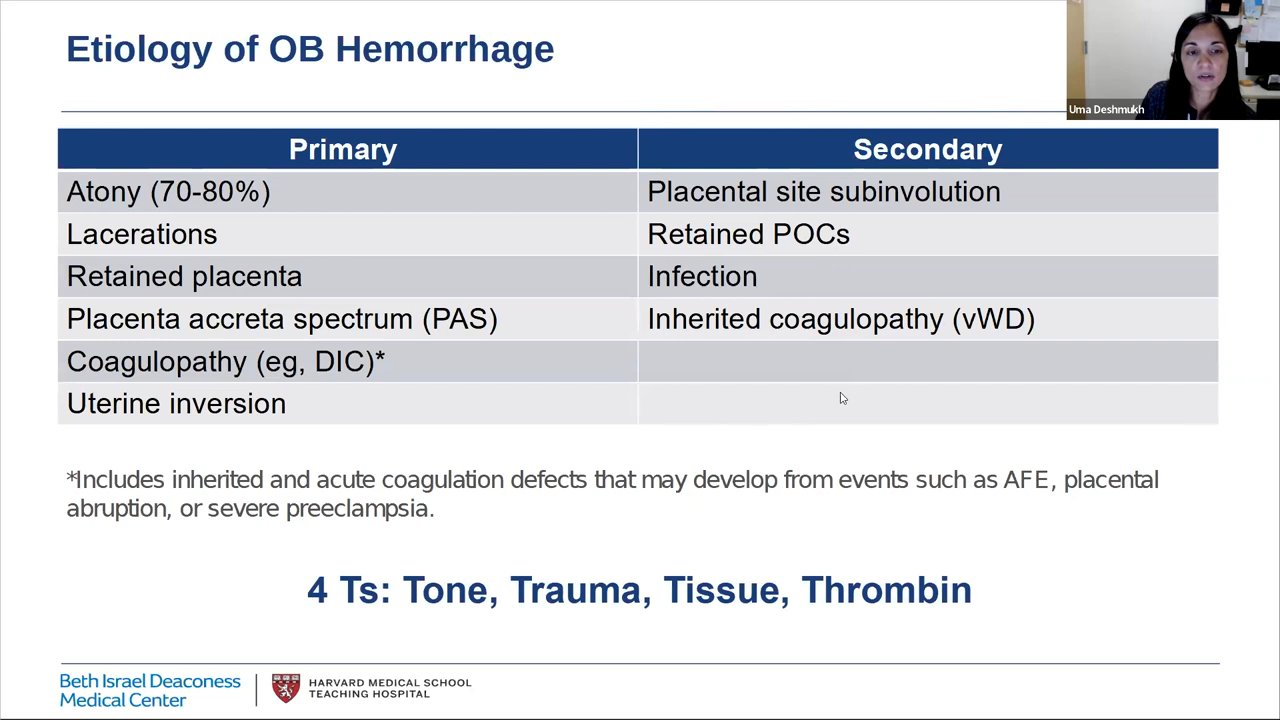 Etiology of OB Hemorrhage
Uma Deshmukh
Primary
Secondary
Atony (70-80%)
Placental site subinvolution
Lacerations
Retained POCs
Retained placenta
Infection
Placenta accreta spectrum (PAS)
Inherited coagulopathy (vWD)
Coagulopathy (eg, DIC)*
Uterine inversion
*Includes inherited and acute coagulation defects that may develop from events such as AFE, placental
abruption, or severe preeclampsia.
4 Ts: Tone, Trauma, Tissue, Thrombin
Beth Israel Deaconess
Medical Center
HARVARD MEDICAL SCHOOL
TEACHING HOSPITAL